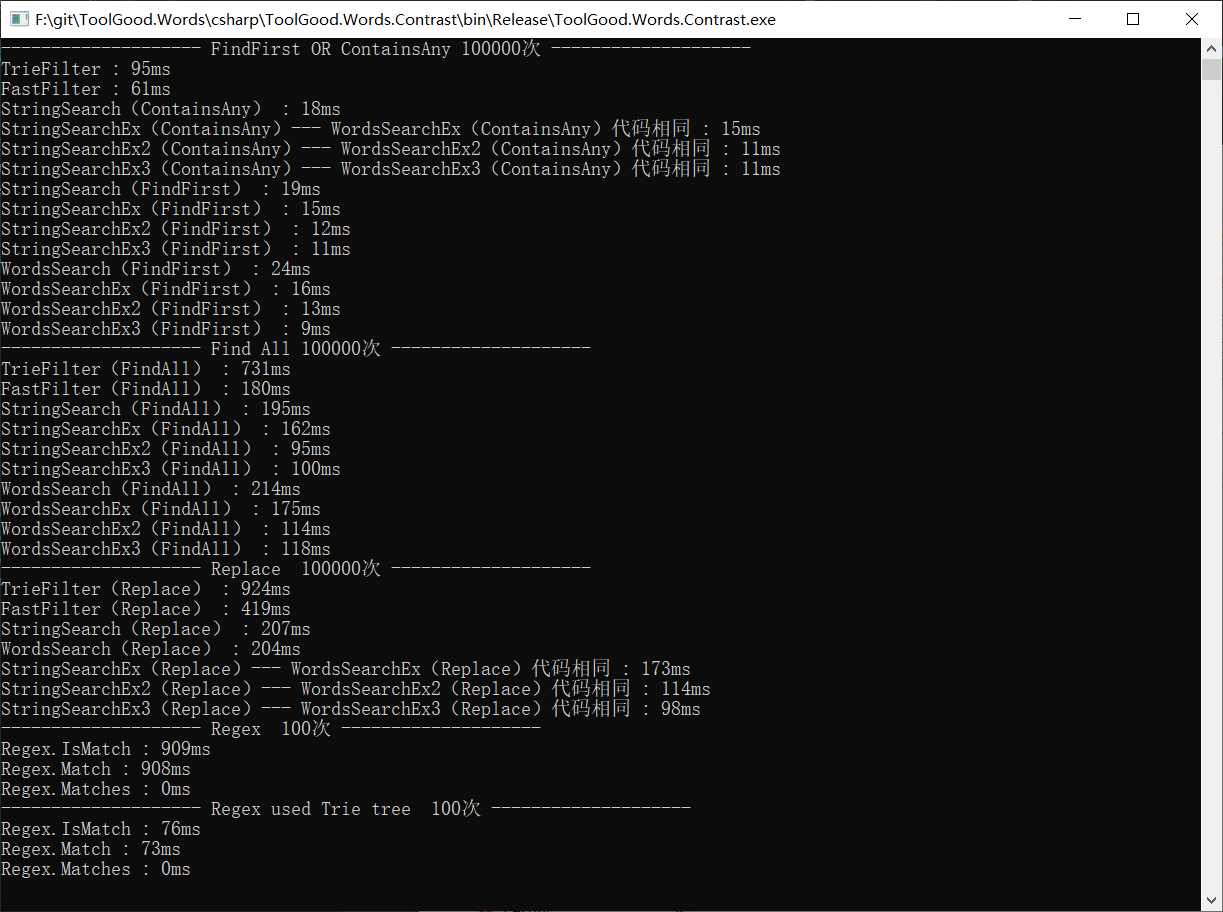 F:\git\ToolGood.Words\csharp\ToolGood.Words.Contrast\bin\Release\ToolGood.Words.Contrast.exe
-------------------- FindFirst OR ContainsAny 100000次 --------------------
TrieFilter : 95ms
FastFilter : 61ms
StringSearch（ContainsAny） : 18ms
StringSearchEx（ContainsAny）--- WordsSearchEx（ContainsAny）代码相同 : 15ms
StringSearchEx2（ContainsAny）--- WordsSearchEx2（ContainsAny）代码相同 : 11ms
StringSearchEx3（ContainsAny）--- WordsSearchEx3（ContainsAny）代码相同 : 11ms
StringSearch（FindFirst） : 19ms
StringSearchEx（FindFirst） : 15ms
StringSearchEx2（FindFirst） : 12ms
StringSearchEx3（FindFirst） : 11ms
WordsSearch（FindFirst） : 24ms
WordsSearchEx（FindFirst） : 16ms
WordsSearchEx2（FindFirst） : 13ms
WordsSearchEx3（FindFirst） : 9ms
-------------------- Find All 100000次 --------------------
TrieFilter（FindAll） : 731ms
FastFilter（FindAll） : 180ms
StringSearch（FindAll） : 195ms
StringSearchEx（FindAll） : 162ms
StringSearchEx2（FindAll） : 95ms
StringSearchEx3（FindAll） : 100ms
WordsSearch（FindAll） : 214ms
WordsSearchEx（FindAll） : 175ms
WordsSearchEx2（FindAll） : 114ms
WordsSearchEx3（FindAll） : 118ms
-------------------- Replace  100000次 --------------------
TrieFilter（Replace） : 924ms
FastFilter（Replace） : 419ms
StringSearch（Replace） : 207ms
WordsSearch（Replace） : 204ms
StringSearchEx（Replace）--- WordsSearchEx（Replace）代码相同 : 173ms
StringSearchEx2（Replace）--- WordsSearchEx2（Replace）代码相同 : 114ms
StringSearchEx3（Replace）--- WordsSearchEx3（Replace）代码相同 : 98ms
-------------------- Regex  100次 --------------------
Regex.IsMatch : 909ms
Regex.Match : 908ms
Regex.Matches : 0ms
-------------------- Regex used Trie tree  100次 --------------------
Regex.IsMatch : 76ms
Regex.Match : 73ms
Regex.Matches : 0ms